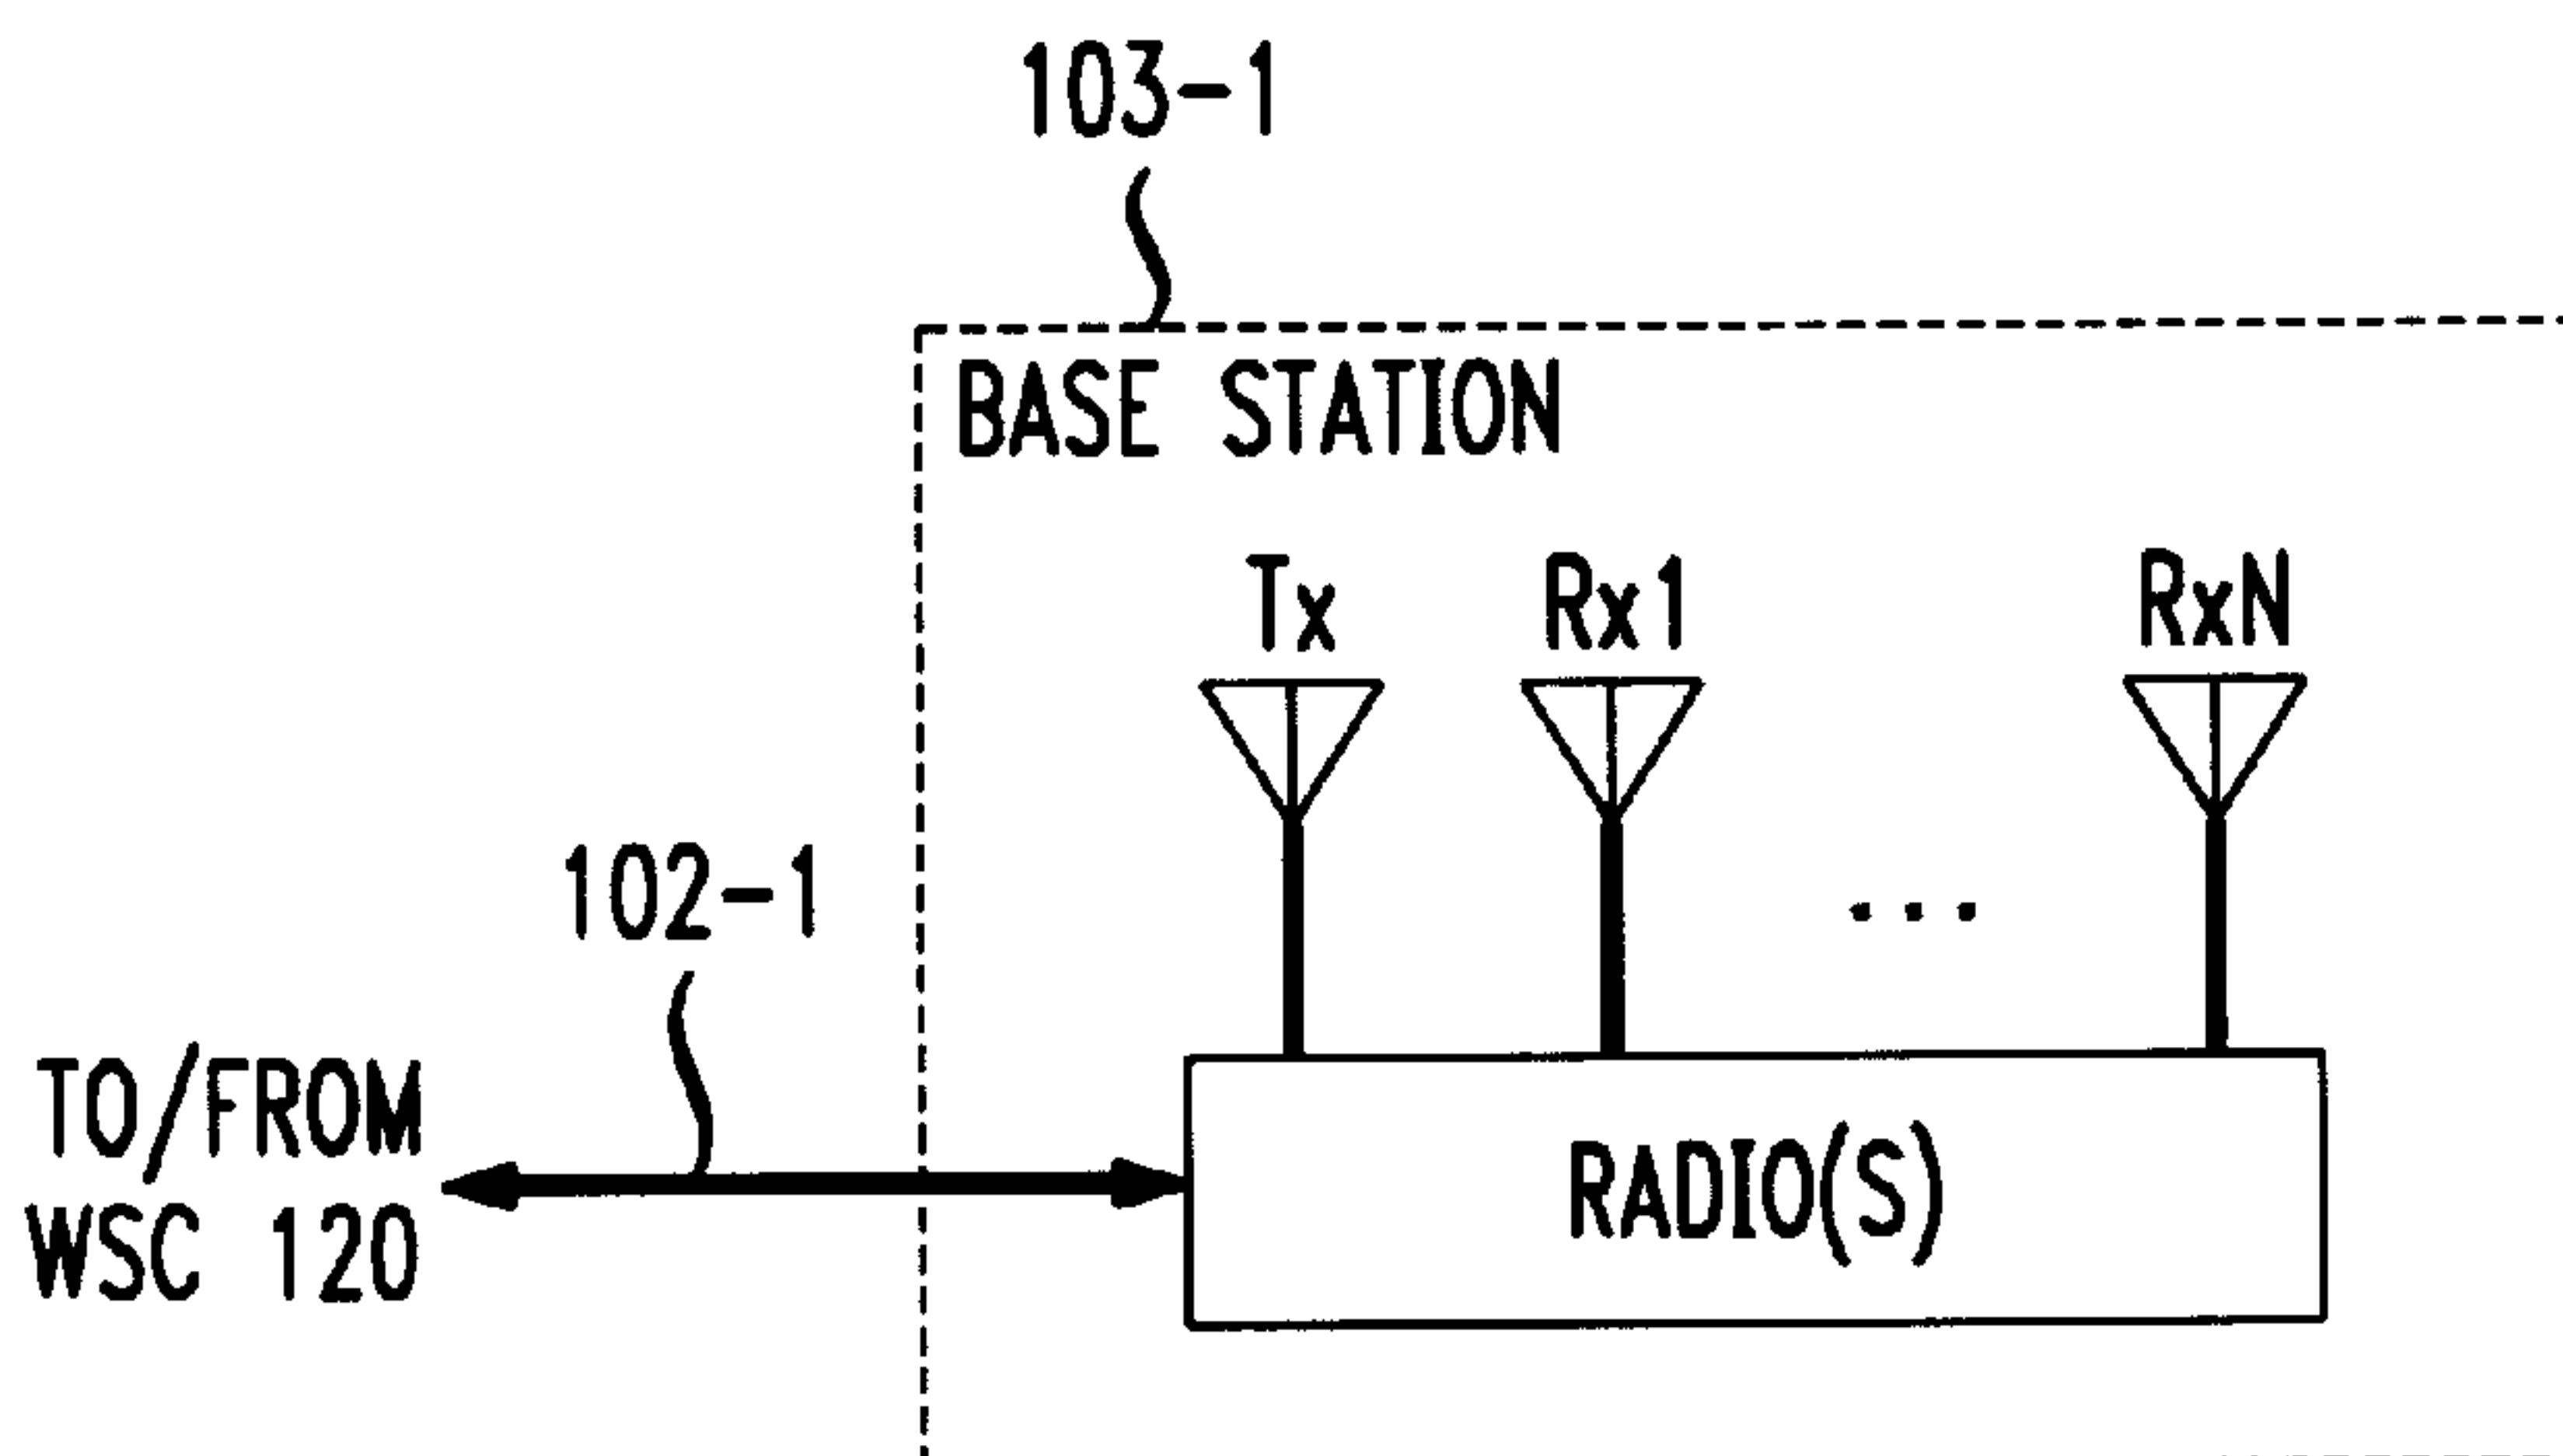 103-1
BASE STATION
Tx
Rx1
RxN
...
102-1
TO/FROM
WSC 120
RADIO(S)